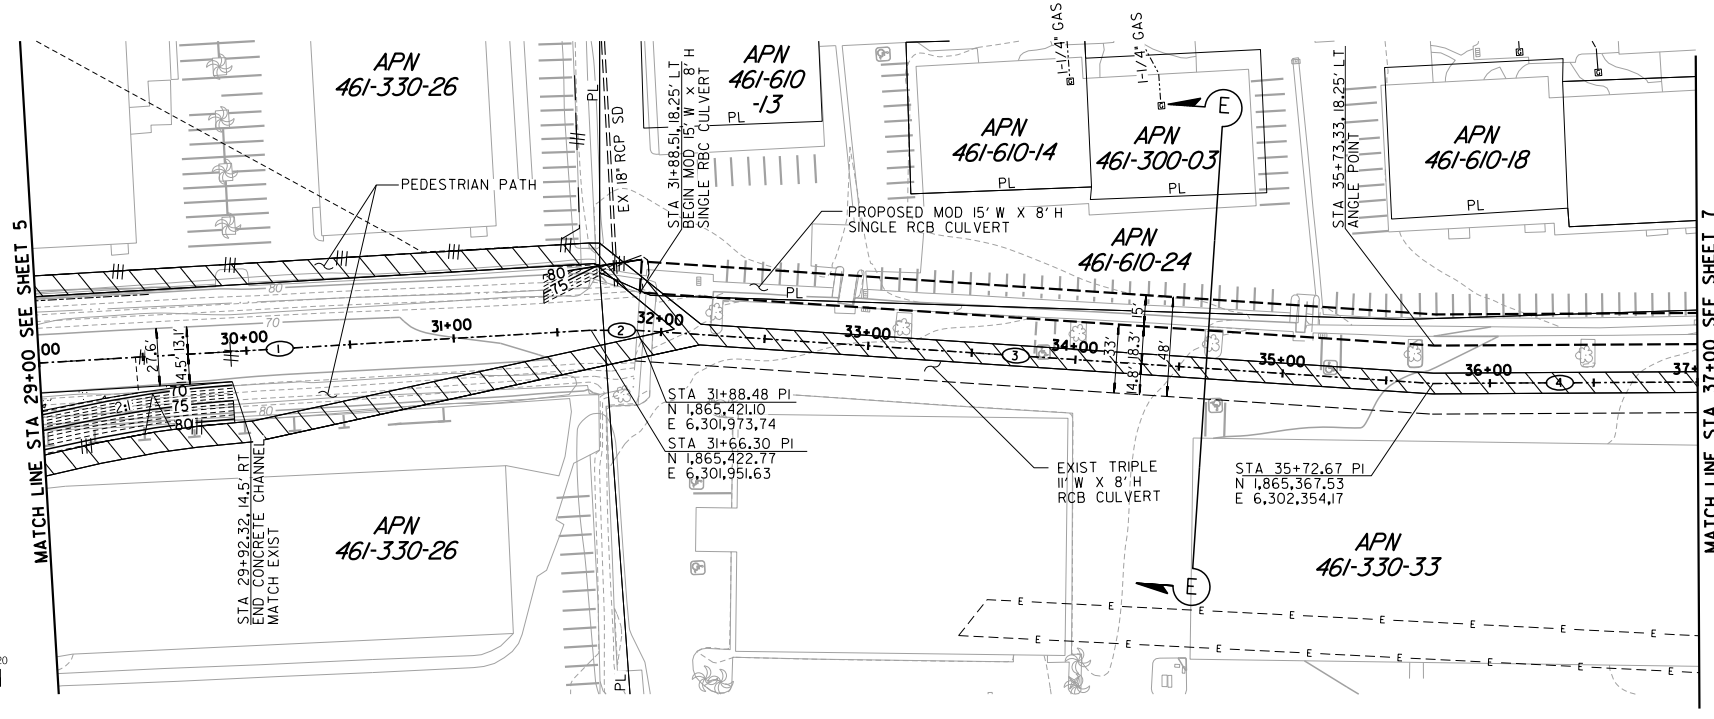 MATCH LINE STA 29+00 SEE SHEET 5
APN
461-330-26
PEDESTRIAN PATH
PL
EX 18" RCP SD
STA 31+88.51, 18.25' LT
BEGIN MOD 15' W X 8' H
SINGLE RBC CULVERT
APN
461-610
-13
PL
1-1/4" GAS
1-1/4" GAS
E
APN
461-610-14
PL
APN
461-300-03
PL
STA 35+73.33, 18.25' LT
ANGLE POINT
APN
461-610-18
PL
PROPOSED MOD 15' W X 8' H
SINGLE RCB CULVERT
APN
461-610-24
PL
80
75
80
70
00
30+00
31+00
32+00
33+00
34+00
35+00
36+00
37+
1
2
3
4
27.6'
14.5' 13.1'
15'
33'
14.8' 18.3'
48'
70
75
80
2:1
80
STA 29+92.32, 14.5' RT
END CONCRETE CHANNEL
MATCH EXIST
STA 31+88.48 PI
N 1,865,421.10
E 6,301,973.74
STA 31+66.30 PI
N 1,865,422.77
E 6,301,951.63
EXIST TRIPLE
11' W X 8' H
RCB CULVERT
STA 35+72.67 PI
N 1,865,367.53
E 6,302,354.17
APN
461-330-26
APN
461-330-33
E
E E E E E E E E
E E E E E E E E
PL
20
MATCH LINE STA 37+00 SEE SHEET 7